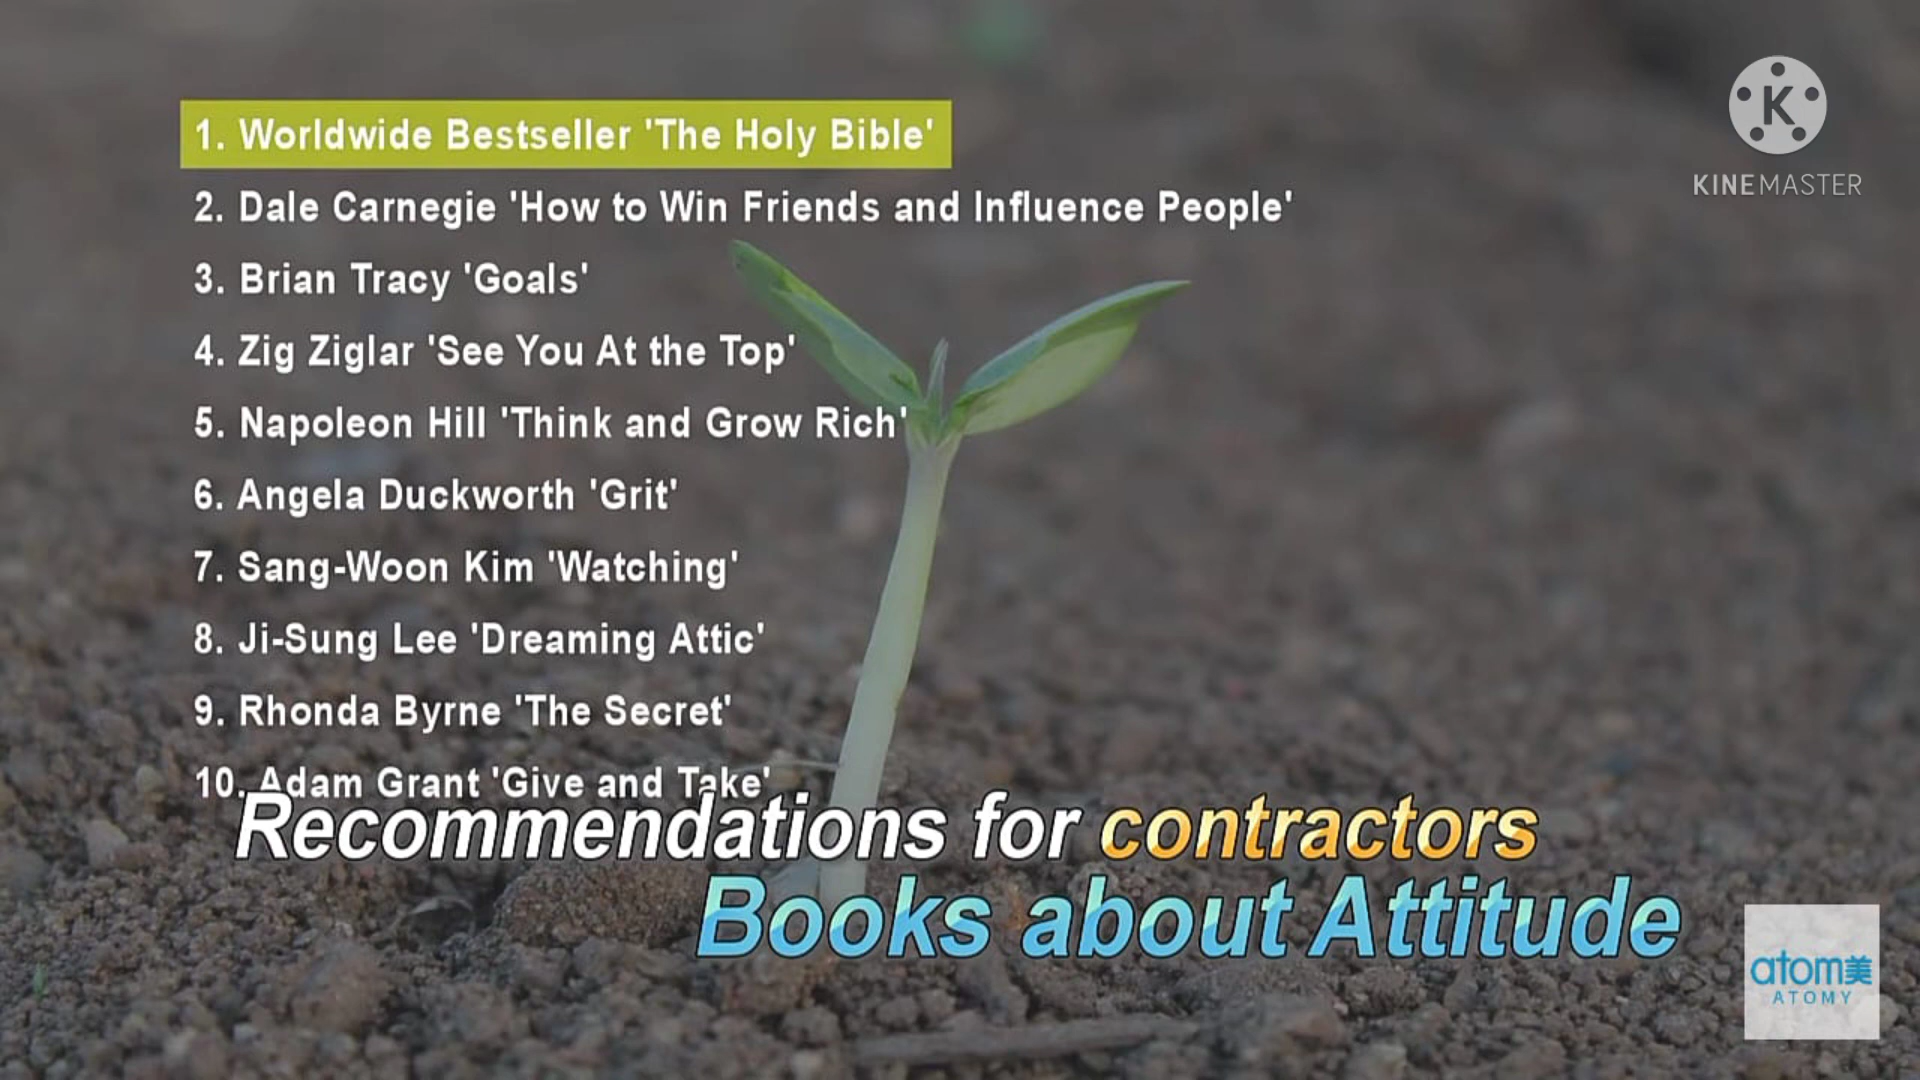 1. Worldwide Bestseller 'The Holy Bible'
2. Dale Carnegie 'How to Win Friends and Influence People'
3. Brian Tracy 'Goals'
4. Zig Ziglar 'See You At the Top'
5. Napoleon Hill 'Think and Grow Rich'
6. Angela Duckworth 'Grit'
7. Sang-Woon Kim 'Watching'
8. Ji-Sung Lee 'Dreaming Attic'
9. Rhonda Byrne 'The Secret'
10. Adam Grant 'Give and Take'
Recommendations for contractors
Books about Attitude
K
KINEMASTER
atom美
ATOMY